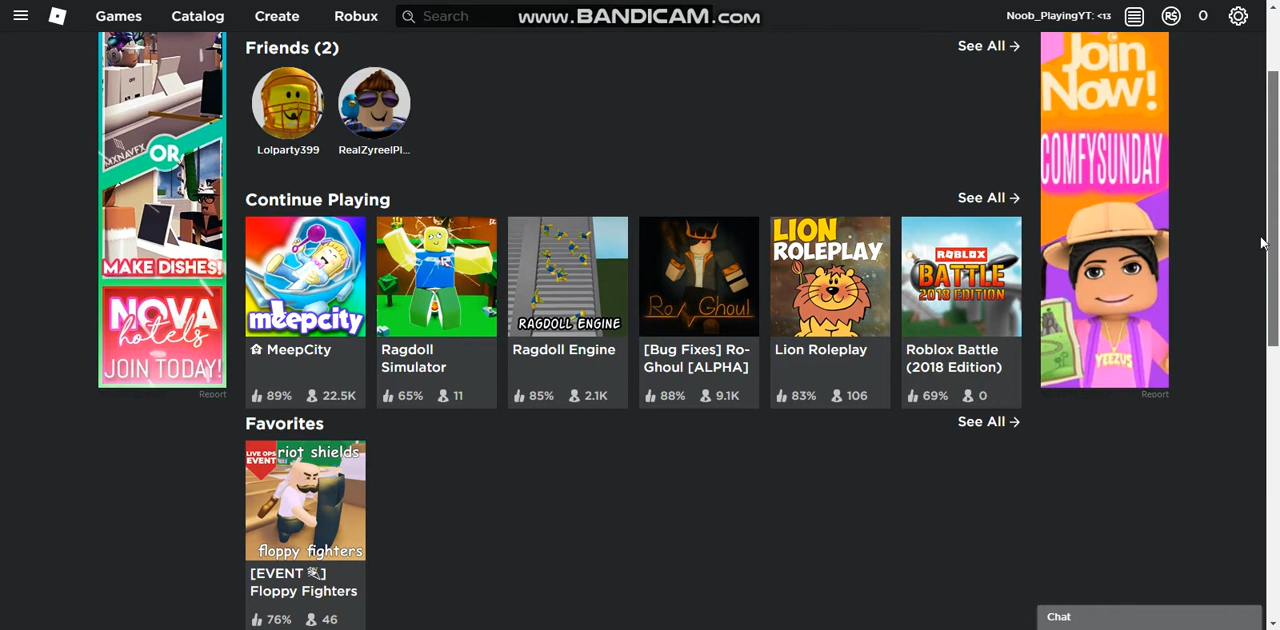 Games Catalog Create Robux Search www.BANDICAM.com Noob_PlayingYT: <13 R$ 0
Friends (2) See All →
Lolparty399 RealZyreelPl...
Continue Playing See All →
MeepCity
Ragdoll Simulator
Ragdoll Engine
[Bug Fixes] Ro-Ghoul [ALPHA]
Lion Roleplay
Roblox Battle (2018 Edition)
89% 22.5K
65% 11
85% 2.1K
88% 9.1K
83% 106
69% 0
meepcity
RAGDOLL ENGINE
Ro-Ghoul
LION
ROLEPLAY
ROBLOX
BATTLE
2018 EDITION
Favorites See All →
LIVE OPS
EVENT
riot shields
floppy fighters
[EVENT ] Floppy Fighters
76% 46
MXNAVFX
OR
MAKE DISHES!
NOVA
hotels
JOIN TODAY!
Report
Join
Now!
COMFYSUNDAY
YEEZUS
Report
Chat